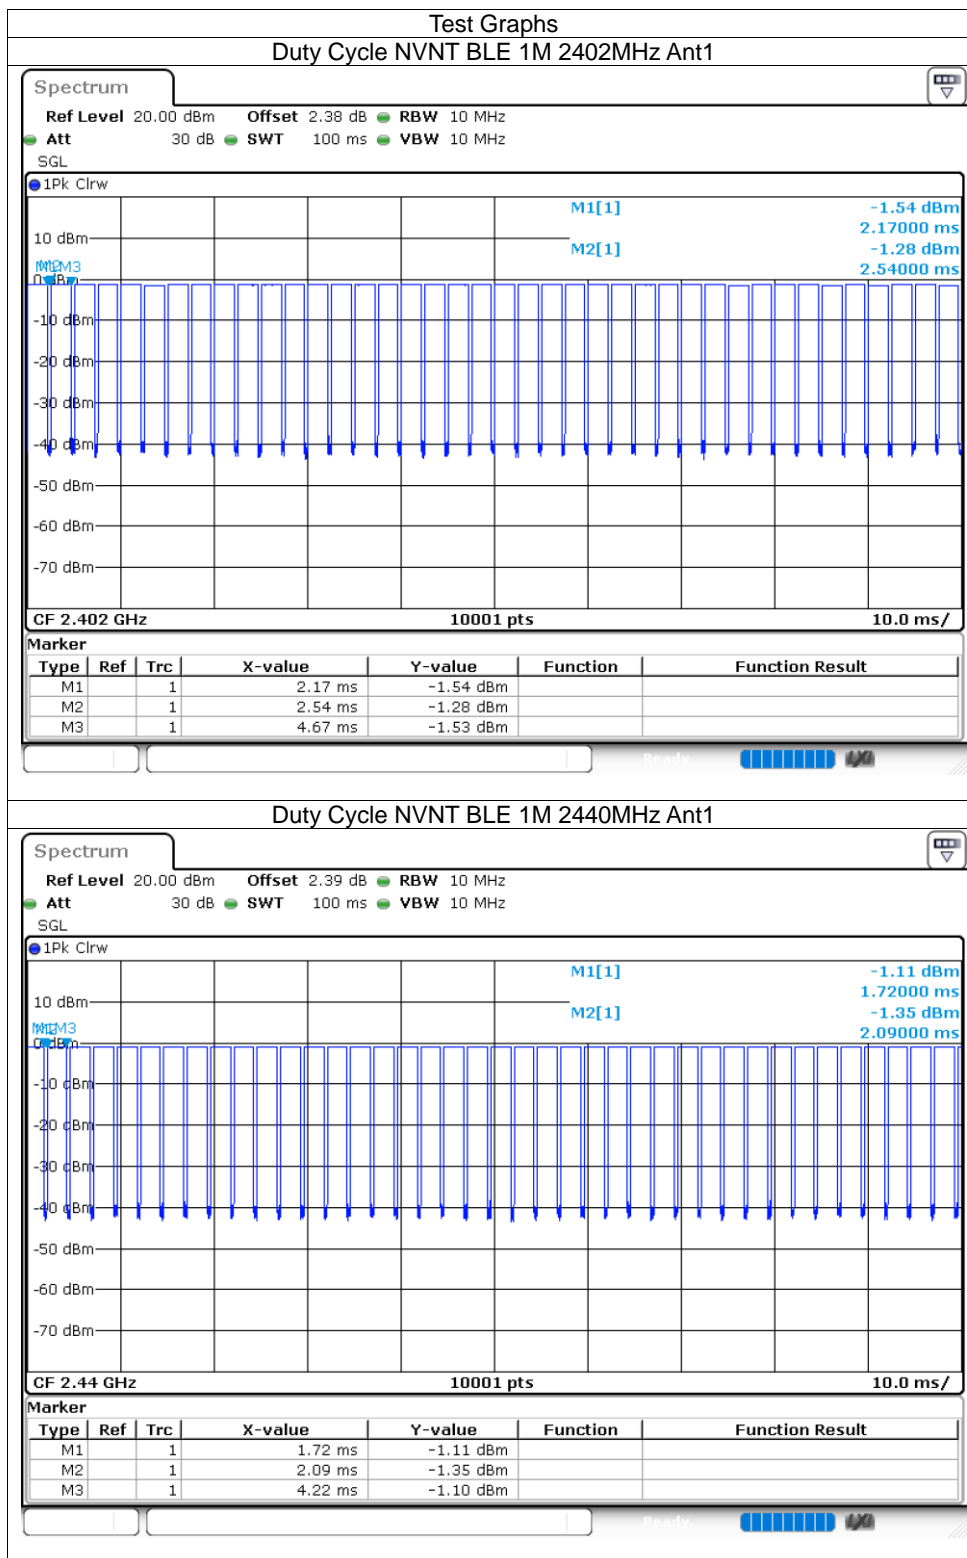 Test Graphs
Duty Cycle NVNT BLE 1M 2402MHz Ant1
Spectrum
Ref Level 20.00 dBm Offset 2.38 dB RBW 10 MHz
Att 30 dB SWT 100 ms VBW 10 MHz
SGL
1Pk Clrw
M1[1] -1.54 dBm
2.17000 ms
10 dBm
M2[1] -1.28 dBm
2.54000 ms
M3
0 dBm
-10 dBm
-20 dBm
-30 dBm
-40 dBm
-50 dBm
-60 dBm
-70 dBm
CF 2.402 GHz 10001 pts 10.0 ms/
Marker
Type Ref Trc X-value Y-value Function Function Result
M1 1 2.17 ms -1.54 dBm
M2 1 2.54 ms -1.28 dBm
M3 1 4.67 ms -1.53 dBm
Ready
Duty Cycle NVNT BLE 1M 2440MHz Ant1
Spectrum
Ref Level 20.00 dBm Offset 2.39 dB RBW 10 MHz
Att 30 dB SWT 100 ms VBW 10 MHz
SGL
1Pk Clrw
M1[1] -1.11 dBm
1.72000 ms
10 dBm
M2[1] -1.35 dBm
2.09000 ms
M3
0 dBm
-10 dBm
-20 dBm
-30 dBm
-40 dBm
-50 dBm
-60 dBm
-70 dBm
CF 2.44 GHz 10001 pts 10.0 ms/
Marker
Type Ref Trc X-value Y-value Function Function Result
M1 1 1.72 ms -1.11 dBm
M2 1 2.09 ms -1.35 dBm
M3 1 4.22 ms -1.10 dBm
Ready